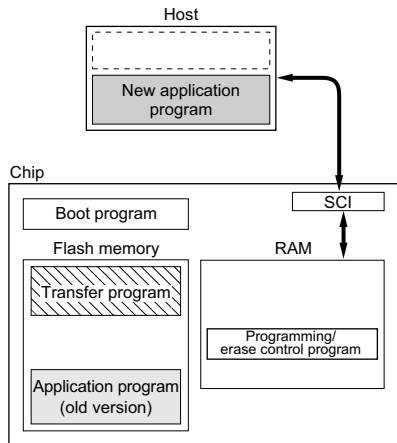 Host
New application
program
Chip
SCI
Boot program
Flash memory
RAM
Transfer program
Programming/
erase control program
Application program
(old version)